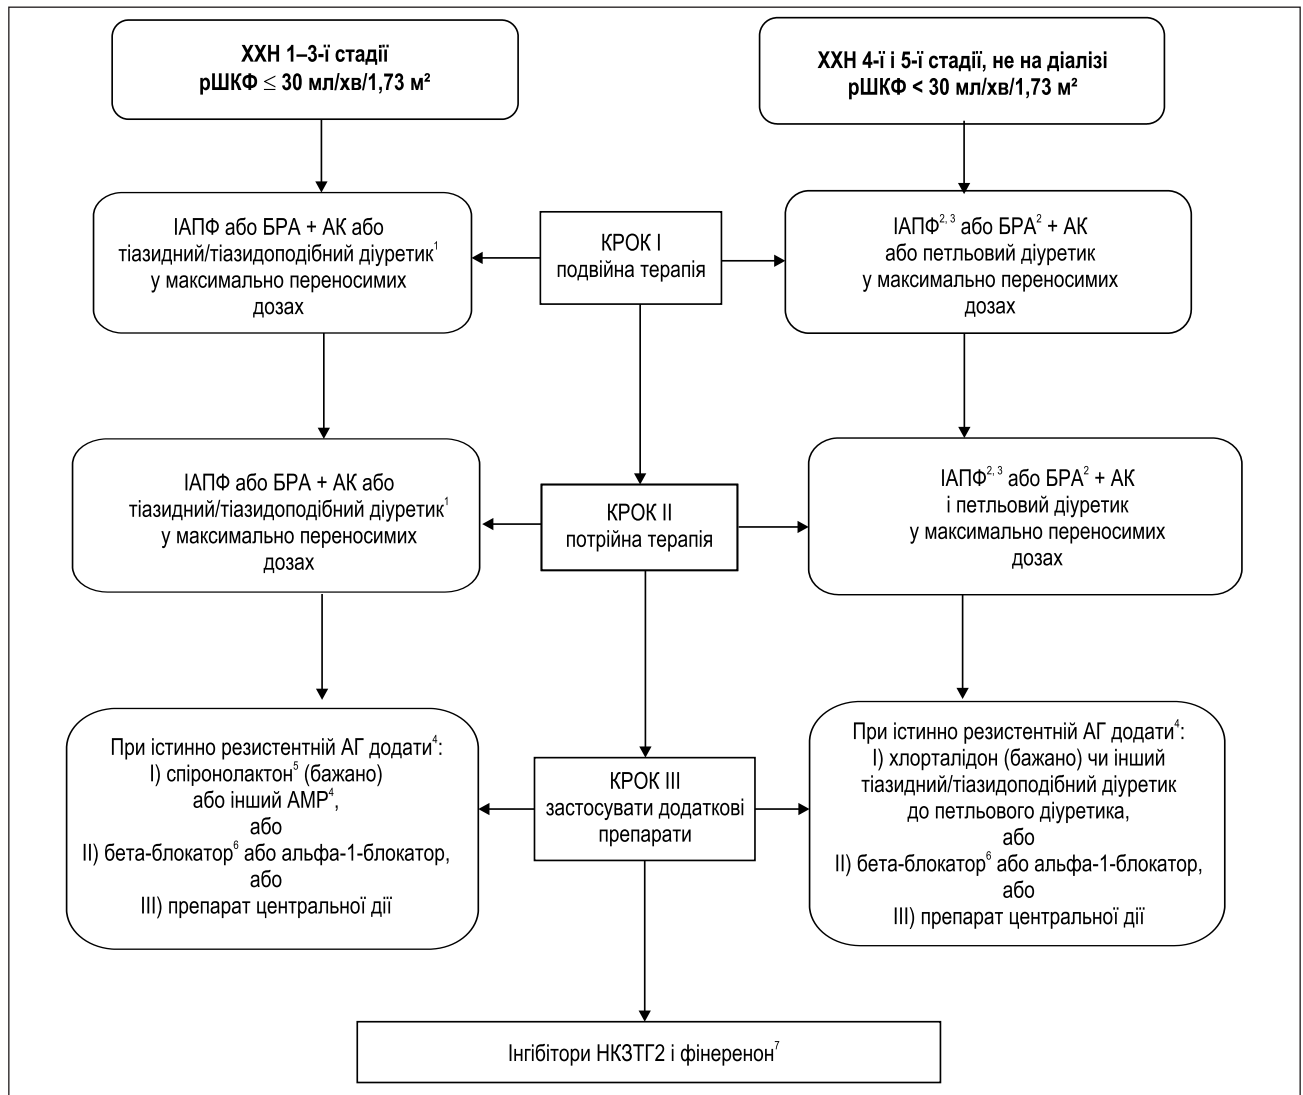 ХХН 1–3-ї стадії
рШКФ ≤ 30 мл/хв/1,73 м²
ХХН 4-ї і 5-ї стадії, не на діалізі
рШКФ < 30 мл/хв/1,73 м²
ІАПФ або БРА + АК або
тіазидний/тіазидоподібний діуретик¹
у максимально переносимих
дозах
КРОК І
подвійна терапія
ІАПФ²,³ або БРА² + АК
або петльовий діуретик
у максимально переносимих
дозах
ІАПФ або БРА + АК або
тіазидний/тіазидоподібний діуретик¹
у максимально переносимих
дозах
КРОК ІІ
потрійна терапія
ІАПФ²,³ або БРА² + АК
і петльовий діуретик
у максимально переносимих
дозах
При істинно резистентній АГ додати⁴:
І) спіронолактон⁵ (бажано)
або інший АМР⁴,
або
ІІ) бета-блокатор⁶ або альфа-1-блокатор,
або
ІІІ) препарат центральної дії
КРОК ІІІ
застосувати додаткові
препарати
При істинно резистентній АГ додати⁴:
І) хлорталідон (бажано) чи інший
тіазидний/тіазидоподібний діуретик
до петльового діуретика,
або
ІІ) бета-блокатор⁶ або альфа-1-блокатор,
або
ІІІ) препарат центральної дії
Інгібітори НКЗТГ2 і фінеренон⁷